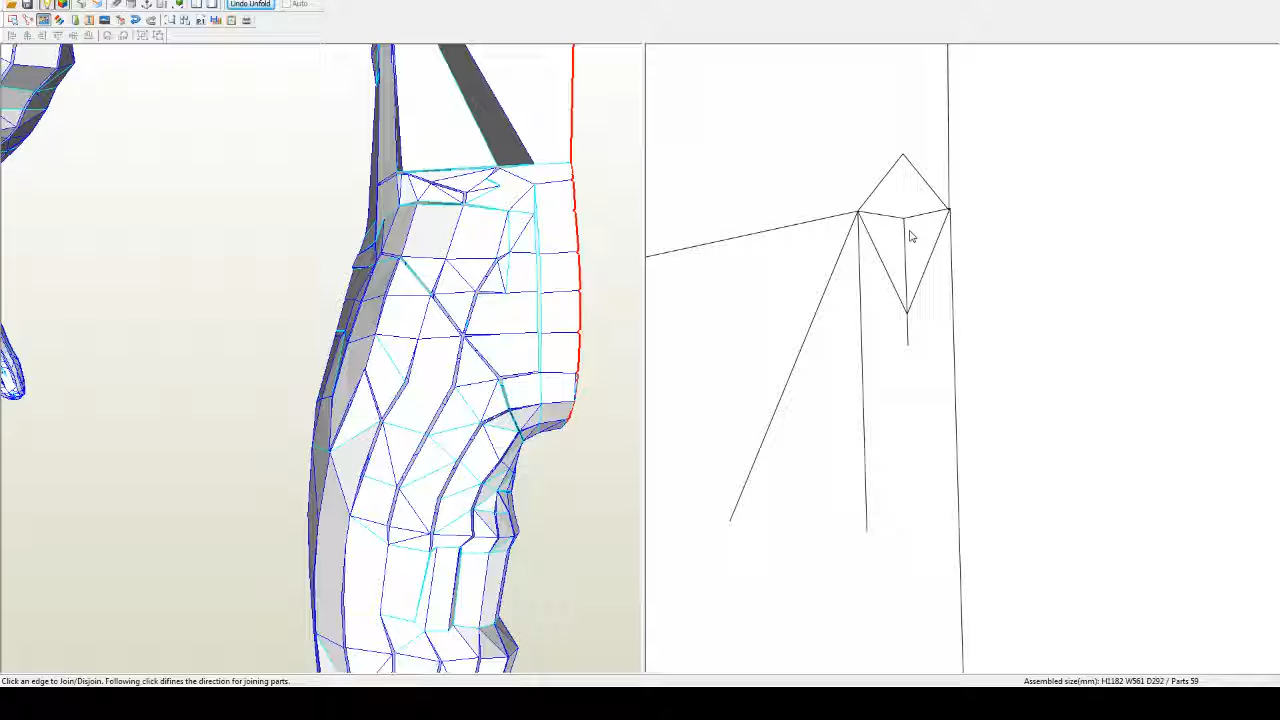 Undo Unfold
Auto
Click an edge to Join/Disjoin. Following click difines the direction for joining parts.
Assembled size(mm): H1182 W561 D292 / Parts 59